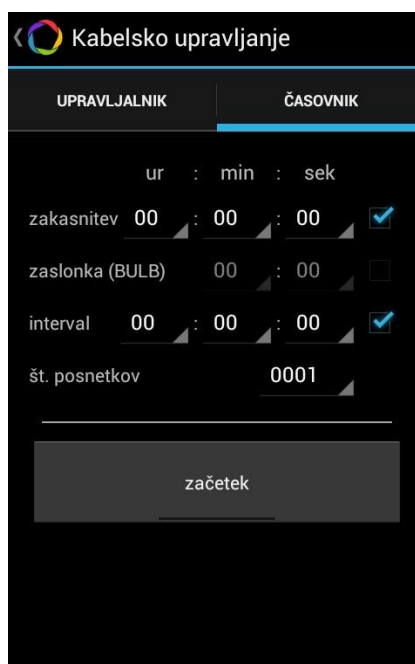 Kabelsko upravljanje
UPRAVLJALNIK ČASOVNIK
ur : min : sek
zakasnitev 00 : 00 : 00
zaslonka (BULB) 00 : 00
interval 00 : 00 : 00
št. posnetkov 0001
začetek